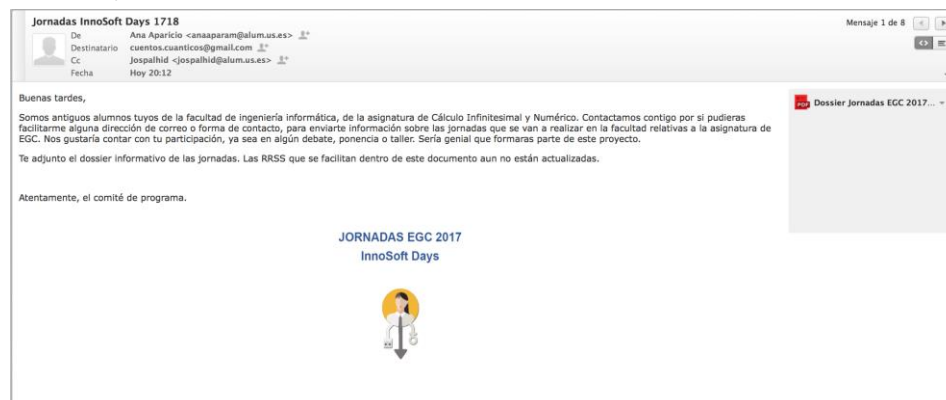 Jornadas InnoSoft Days 1718
De Ana Aparicio <anaaparam@alum.us.es>
Destinatario cuentos.cuanticos@gmail.com
Cc Jospalhid <jospalhid@alum.us.es>
Fecha Hoy 20:12
Mensaje 1 de 8
Buenas tardes,
Somos antiguos alumnos tuyos de la facultad de ingeniería informática, de la asignatura de Cálculo Infinitesimal y Numérico. Contactamos contigo por si pudieras
facilitarme alguna dirección de correo o forma de contacto, para enviarte información sobre las jornadas que se van a realizar en la facultad relativas a la asignatura de
EGC. Nos gustaría contar con tu participación, ya sea en algún debate, ponencia o taller. Sería genial que formaras parte de este proyecto.
Te adjunto el dossier informativo de las jornadas. Las RRSS que se facilitan dentro de este documento aun no están actualizadas.
Atentamente, el comité de programa.
JORNADAS EGC 2017
InnoSoft Days
PDF Dossier Jornadas EGC 2017...